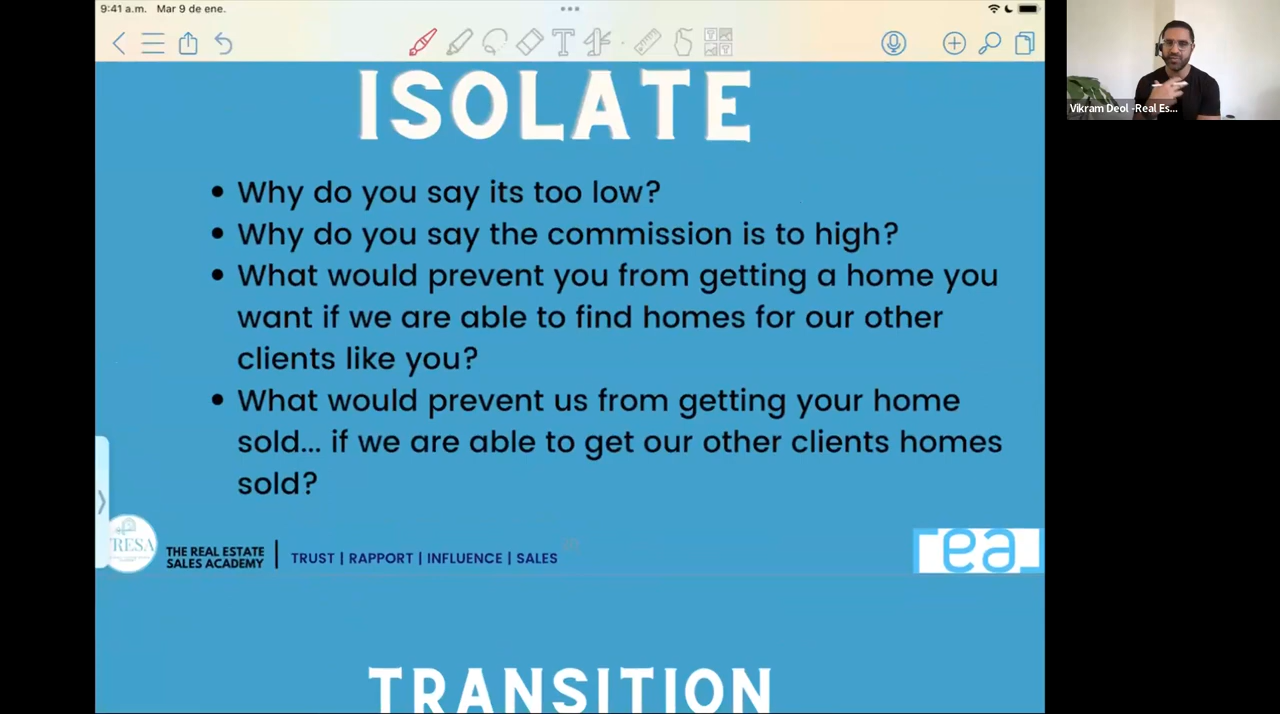 9:41 a.m. Mar 9 de ene.
ISOLATE
• Why do you say its too low?
• Why do you say the commission is to high?
• What would prevent you from getting a home you
want if we are able to find homes for our other
clients like you?
• What would prevent us from getting your home
sold... if we are able to get our other clients homes
sold?
RESA
THE REAL ESTATE
SALES ACADEMY
TRUST | RAPPORT | INFLUENCE | SALES
ea
TRANSITION
Vikram Deol -Real Es...